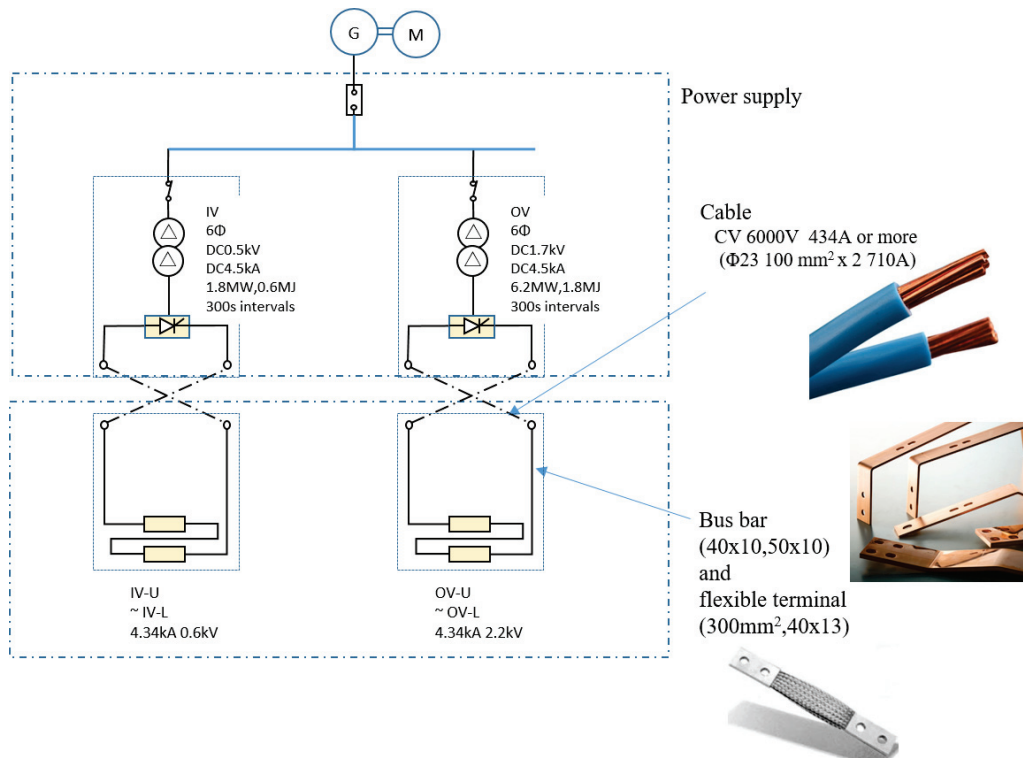 G
M
Power supply
IV
6Φ
DC0.5kV
DC4.5kA
1.8MW,0.6MJ
300s intervals
OV
6Φ
DC1.7kV
DC4.5kA
6.2MW,1.8MJ
300s intervals
Cable
CV 6000V 434A or more
(Φ23 100 mm² x 2 710A)
Bus bar
(40x10,50x10)
and
flexible terminal
(300mm²,40x13)
IV-U
~ IV-L
4.34kA 0.6kV
OV-U
~ OV-L
4.34kA 2.2kV